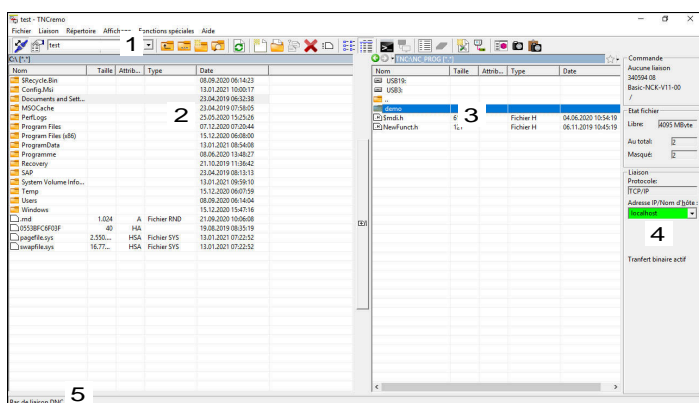 test - TNCremo
Fichier Liaison Répertoire Fonctions spéciales Aide
test 1
C:\ [*.*]
Nom Taille Attrib... Type Date
$Recycle.Bin 08.09.2020 06:14:23
Config.Msi 13.01.2021 10:00:17
Documents and Sett... 23.04.2019 06:32:38
MSOCache 23.04.2019 07:58:05
PerfLogs 25.05.2020 15:25:26
Program Files 07.12.2020 07:20:44
Program Files (x86) 15.12.2020 06:08:00
ProgramData 13.01.2021 08:54:08
Programme 08.06.2020 13:48:27
Recovery 21.10.2019 11:36:42
SAP 23.04.2019 08:13:13
System Volume Info... 13.01.2021 09:59:10
Temp 15.12.2020 06:07:59
Users 08.09.2020 06:14:04
Windows 15.12.2020 15:47:16
.rnd 1.024 A Fichier RND 21.09.2020 10:06:08
0553BFC6F03F 40 HA 19.08.2019 08:35:19
pagefile.sys 2.550.... HSA Fichier SYS 13.01.2021 07:22:52
swapfile.sys 16.77... HSA Fichier SYS 13.01.2021 07:22:52
2
TNC:\NC_PROG [*.*]
Nom Taille Attrib... Type Date
USB19:
USB3:
..
demo
$mdi.h Fichier H 04.06.2020 10:54:19
NewFunct.h Fichier H 06.11.2019 10:45:19
3
Commande
Aucune liaison
340594 08
Basic-NCK-V11-00
/
Etat fichier
Libre: 4095 MByte
Au total: 2
Masqué: 2
Liaison
Protocole:
TCP/IP
Adresse IP/Nom d'hôte :
localhost
4
Tranfert binaire actif
Pas de liaison DNC
5